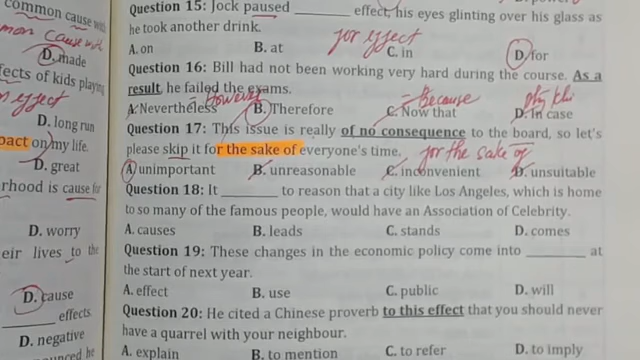 common cause with
Question 15: Jock paused ______ effect, his eyes glinting over his glass as
he took another drink.
for effect
A. on B. at C. in D. for
Question 16: Bill had not been working very hard during the course. As a
result, he failed the exams.
However Because
A. Nevertheless B. Therefore C. Now that D. In case
Question 17: This issue is really of no consequence to the board, so let's
please skip it for the sake of everyone's time. for the sake of
A. unimportant B. unreasonable C. inconvenient D. unsuitable
Question 18: It ______ to reason that a city like Los Angeles, which is home
to so many of the famous people, would have an Association of Celebrity.
A. causes B. leads C. stands D. comes
Question 19: These changes in the economic policy come into ______ at
the start of next year.
A. effect B. use C. public D. will
Question 20: He cited a Chinese proverb to this effect that you should never
have a quarrel with your neighbour.
A. explain B. to mention C. to refer D. to imply
D. made
fects of kids playing
effect
D. long run
pact on my life.
D. great
rhood is cause for
D. worry
eir lives to the
D. cause
______ effects.
D. negative